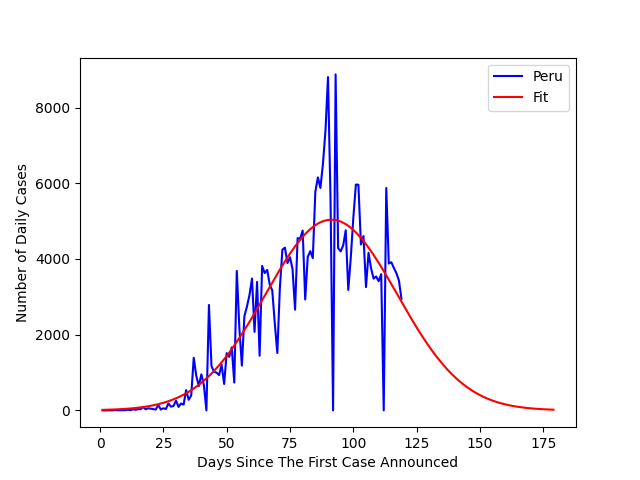 Peru
Fit
Number of Daily Cases
8000
6000
4000
2000
0
0 25 50 75 100 125 150 175
Days Since The First Case Announced